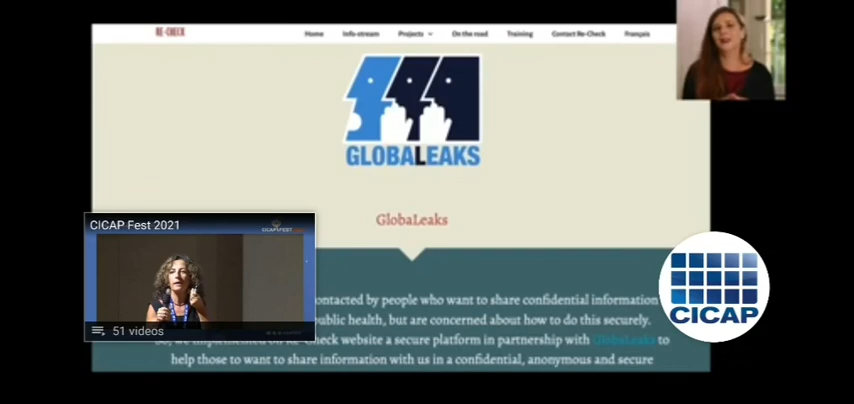 RE-CHECK
Home Info-stream Projects On the road Training Contact Re-Check Français
GLOBALEAKS
GlobaLeaks
CICAP Fest 2021
51 videos
contacted by people who want to share confidential information
public health, but are concerned about how to do this securely.
So, we implemented on Re-Check website a secure platform in partnership with GlobaLeaks to
help those to want to share information with us in a confidential, anonymous and secure
CICAP